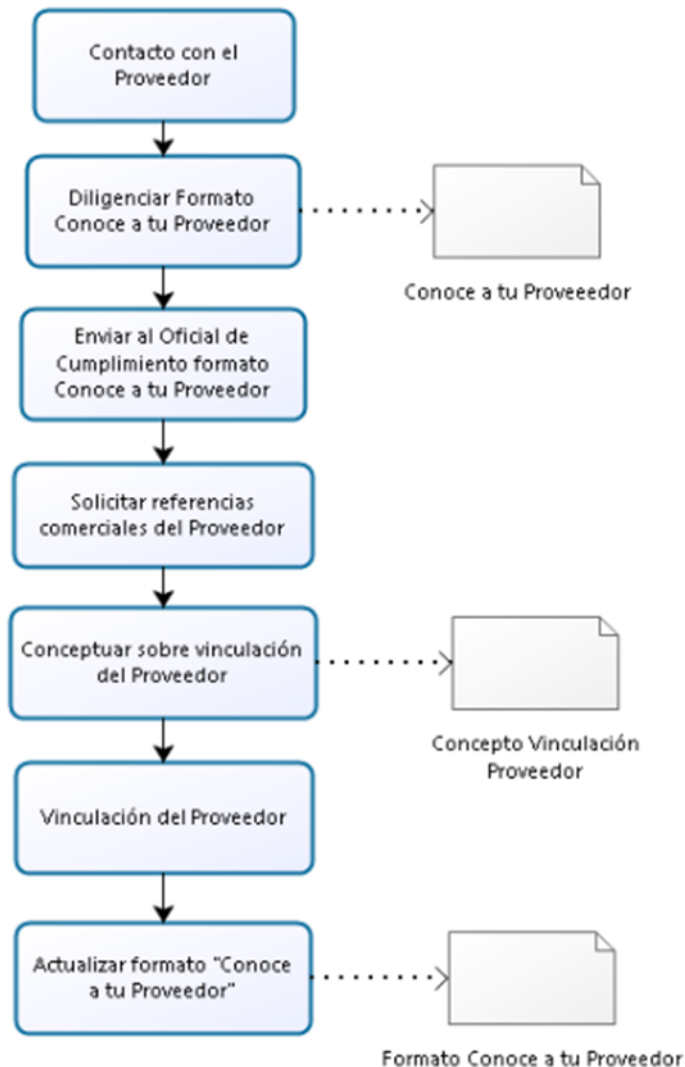 Contacto con el
Proveedor
Diligenciar Formato
Conoce a tu Proveedor
Conoce a tu Proveeedor
Enviar al Oficial de
Cumplimiento formato
Conoce a tu Proveedor
Solicitar referencias
comerciales del Proveedor
Conceptuar sobre vinculación
del Proveedor
Concepto Vinculación
Proveedor
Vinculación del Proveedor
Actualizar formato "Conoce
a tu Proveedor"
Formato Conoce a tu Proveedor